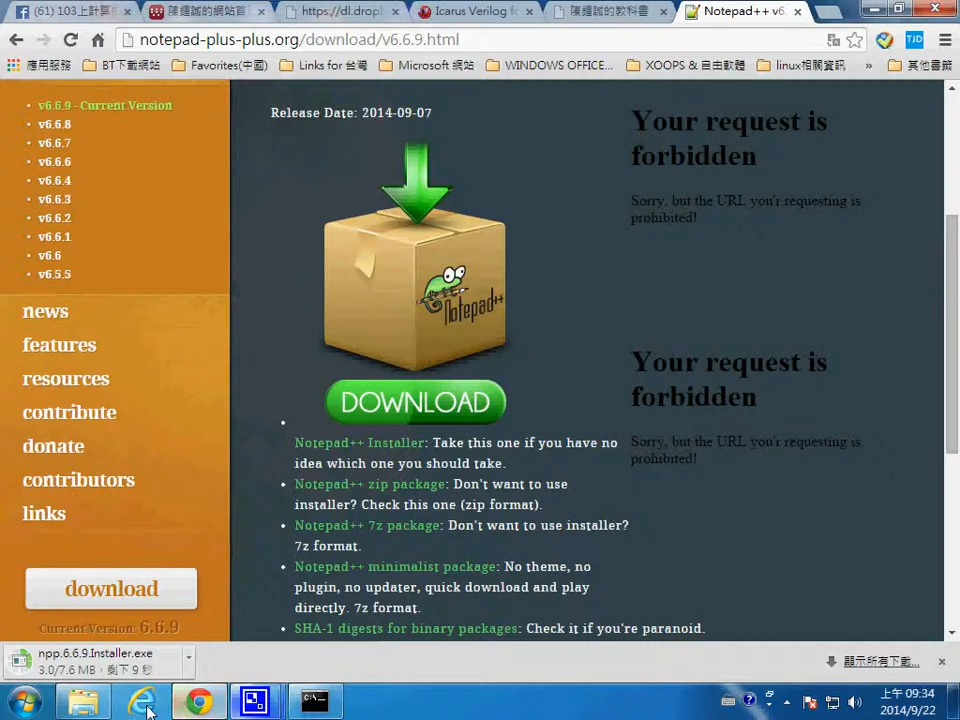 (61) 103上計算機
陳鍾誠的網站首頁
https://dl.dropb
Icarus Verilog fo
陳鍾誠的教科書
Notepad++ v6
notepad-plus-plus.org/download/v6.6.9.html
TJD
應用服務
BT下載網站
Favorites(中國)
Links for 台灣
Microsoft 網站
WINDOWS OFFICE...
XOOPS & 自由軟體
linux相關資訊
»
其他書籤
v6.6.9 - Current Version
v6.6.8
v6.6.7
v6.6.6
v6.6.4
v6.6.3
v6.6.2
v6.6.1
v6.6
v6.5.5
news
features
resources
contribute
donate
contributors
links
download
Current Version: 6.6.9
Release Date: 2014-09-07
Notepad++
DOWNLOAD
Notepad++ Installer: Take this one if you have no
idea which one you should take.
Notepad++ zip package: Don't want to use
installer? Check this one (zip format).
Notepad++ 7z package: Don't want to use installer?
7z format.
Notepad++ minimalist package: No theme, no
plugin, no updater, quick download and play
directly. 7z format.
SHA-1 digests for binary packages: Check it if you're paranoid.
Your request is
forbidden
Sorry, but the URL you'r requesting is
prohibited!
Your request is
forbidden
Sorry, but the URL you'r requesting is
prohibited!
npp.6.6.9.Installer.exe
3.0/7.6 MB，剩下 9 秒
顯示所有下載...
上午 09:34
2014/9/22